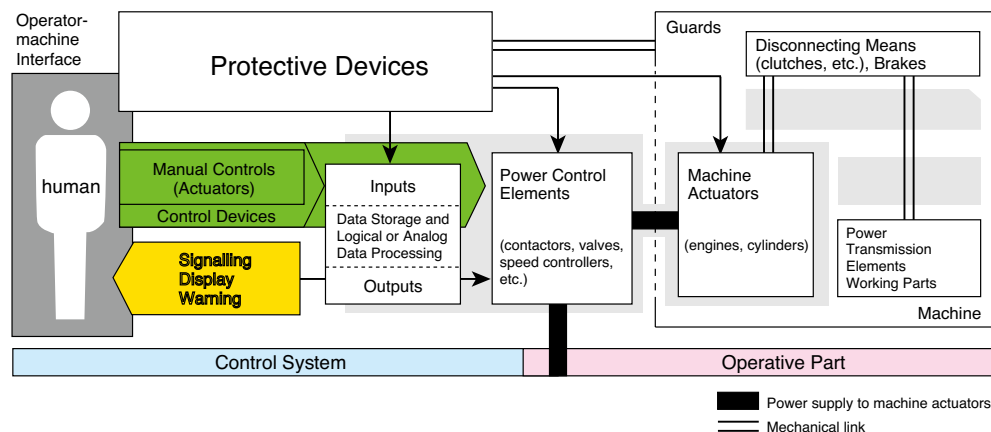 Operator-
machine
Interface
Protective Devices
Guards
Disconnecting Means
(clutches, etc.), Brakes
human
Manual Controls
(Actuators)
Control Devices
Inputs
Data Storage and
Logical or Analog
Data Processing
Outputs
Power Control
Elements
(contactors, valves,
speed controllers,
etc.)
Machine
Actuators
(engines, cylinders)
Power
Transmission
Elements
Working Parts
Signalling
Display
Warning
Machine
Control System
Operative Part
Power supply to machine actuators
Mechanical link